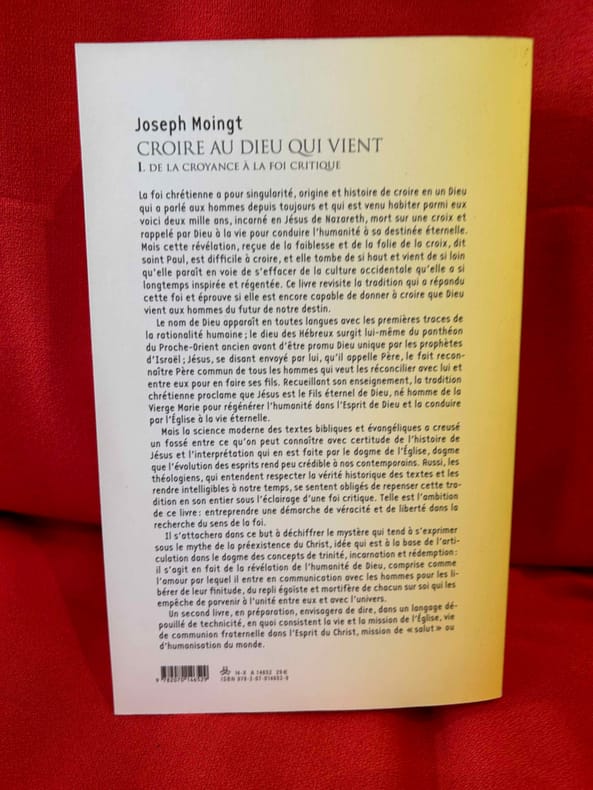 Joseph Moingt
CROIRE AU DIEU QUI VIENT
1. DE LA CROYANCE À LA FOI CRITIQUE
La foi chrétienne a pour singularité, origine et histoire de croire en un Dieu
qui a parlé aux hommes depuis toujours et qui est venu habiter parmi eux
voici deux mille ans, incarné en Jésus de Nazareth, mort sur une croix et
rappelé par Dieu à la vie pour conduire l'humanité à sa destinée éternelle.
Mais cette révélation, reçue de la faiblesse et de la folie de la croix, dit
saint Paul, est difficile à croire, et elle tombe de si haut et vient de si loin
qu'elle paraît en voie de s'effacer de la culture occidentale qu'elle a si
longtemps inspirée et régentée. Ce livre revisite la tradition qui a répandu
cette foi et éprouve si elle est encore capable de donner à croire que Dieu
vient aux hommes du futur de notre destin.
Le nom de Dieu apparaît en toutes langues avec les premières traces de
la rationalité humaine ; le dieu des Hébreux surgit lui-même du panthéon
du Proche-Orient ancien avant d'être promu Dieu unique par les prophètes
d'Israël ; Jésus, se disant envoyé par lui, qu'il appelle Père, le fait recon-
naître Père commun de tous les hommes qui veut les réconcilier avec lui et
entre eux pour en faire ses fils. Recueillant son enseignement, la tradition
chrétienne proclame que Jésus est le Fils éternel de Dieu, né homme de la
Vierge Marie pour régénérer l'humanité dans l'Esprit de Dieu et la conduire
par l'Église à la vie éternelle.
Mais la science moderne des textes bibliques et évangéliques a creusé
un fossé entre ce qu'on peut connaître avec certitude de l'histoire de
Jésus et l'interprétation qui en est faite par le dogme de l'Église, dogme
que l'évolution des esprits rend peu crédible à nos contemporains. Aussi, les
théologiens, qui entendent respecter la vérité historique des textes et les
rendre intelligibles à notre temps, se sentent obligés de repenser cette tra-
dition en son entier sous l'éclairage d'une foi critique. Telle est l'ambition
de ce livre : entreprendre une démarche de véracité et de liberté dans la
recherche du sens de la foi.
Il s'attachera dans ce but à déchiffrer le mystère qui tend à s'exprimer
sous le mythe de la préexistence du Christ, idée qui est à la base de l'arti-
culation dans le dogme des concepts de trinité, incarnation et rédemption :
il s'agit en fait de la révélation de l'humanité de Dieu, comprise comme
l'amour par lequel il entre en communication avec les hommes pour les li-
bérer de leur finitude, du repli égoïste et mortifère de chacun sur soi qui les
empêche de parvenir à l'unité entre eux et avec l'univers.
Un second livre, en préparation, envisagera de dire, dans un langage dé-
pouillé de technicité, en quoi consistent la vie et la mission de l'Église, vie
de communion fraternelle dans l'Esprit du Christ, mission de « salut » ou
d'humanisation du monde.
9 782070 146529
14-X A 14652 29 €
ISBN 978-2-07-014652-9